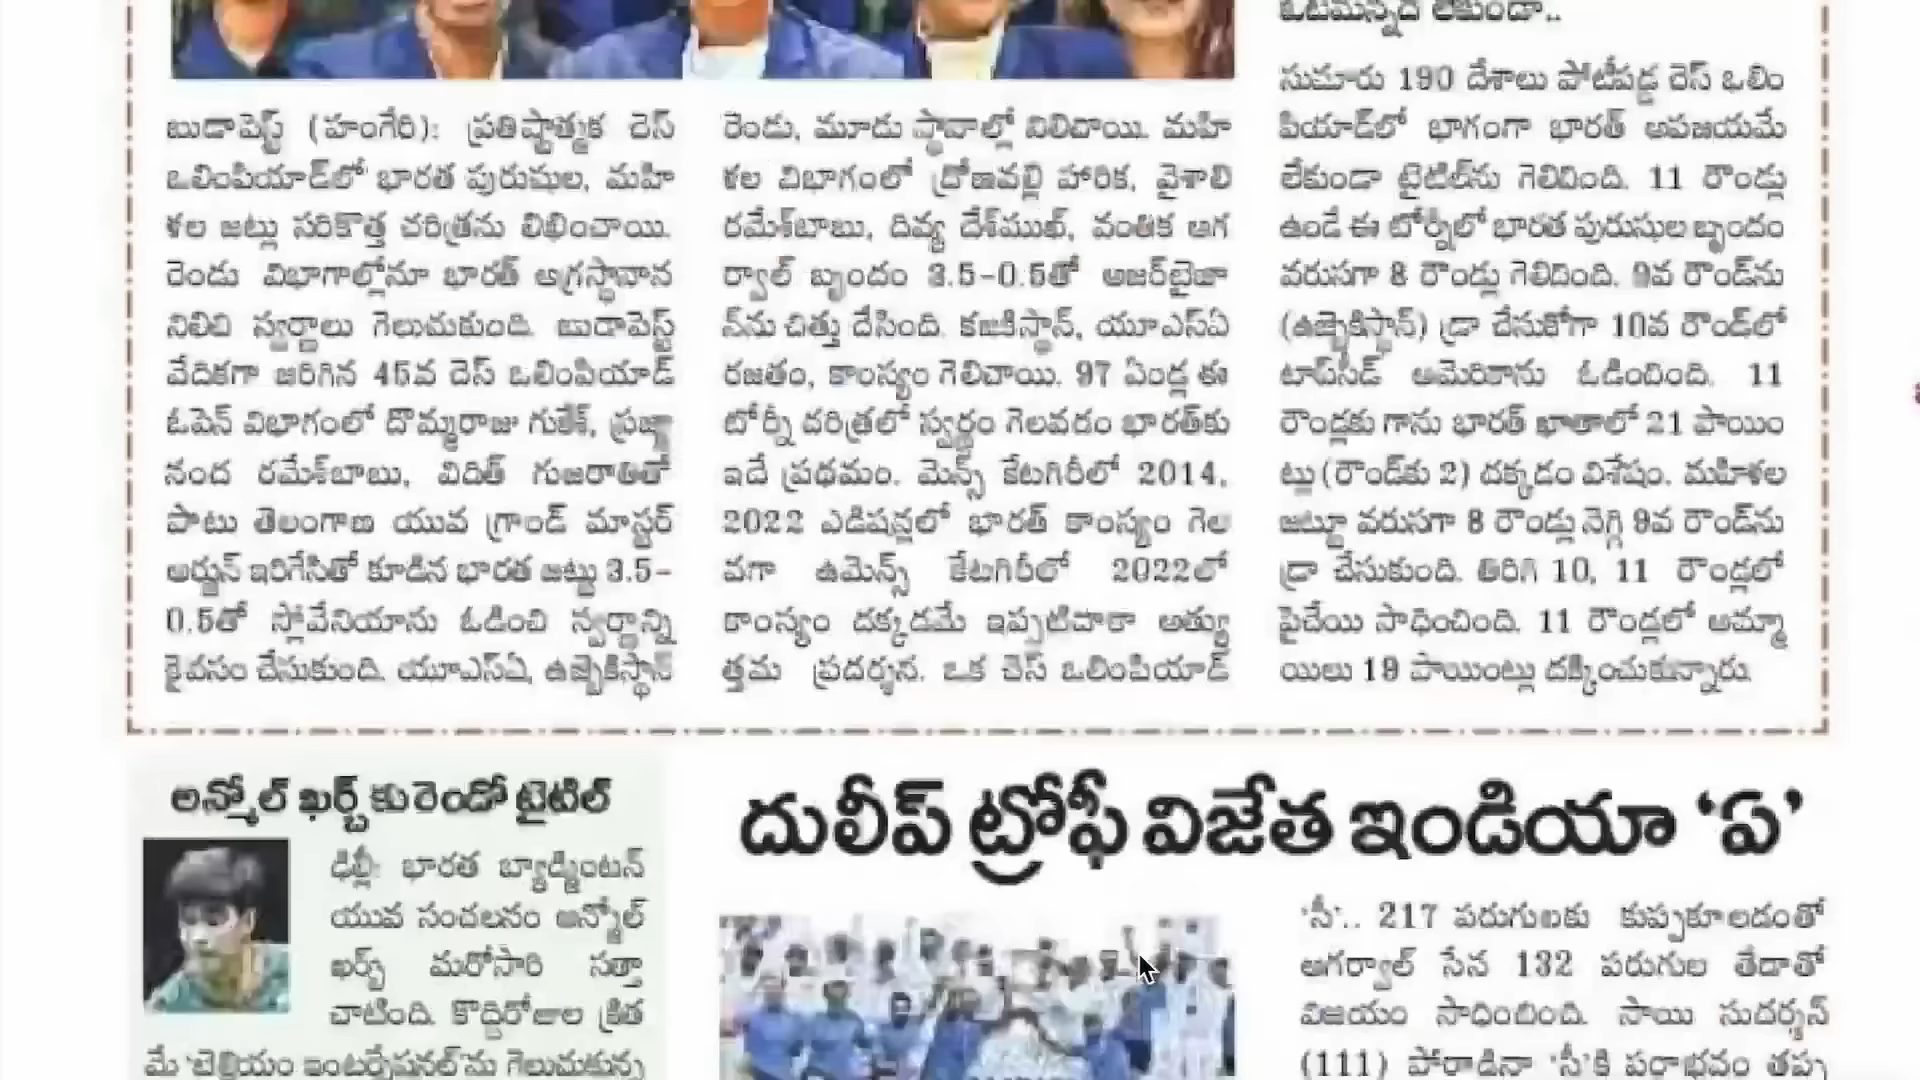 ఓటమన్నదే లేకుండా..
బుడాపెస్ట్ (హంగేరి): ప్రతిష్టాత్మక చెస్
ఒలింపియాడ్‌లో భారత పురుషుల, మహి
ళల జట్లు సరికొత్త చరిత్రను లిఖించాయి.
రెండు విభాగాల్లోనూ భారత్ అగ్రస్థానాన
నిలిచి స్వర్ణాలు గెలుచుకుంది. బుడాపెస్ట్
వేదికగా జరిగిన 45వ చెస్ ఒలింపియాడ్
ఓపెన్ విభాగంలో దొమ్మరాజు గుకేశ్, ప్రజ్ఞా
నంద రమేశ్‌బాబు, విదిత్ గుజరాతితో
పాటు తెలంగాణ యువ గ్రాండ్ మాస్టర్
అర్జున్ ఇరిగేసితో కూడిన భారత జట్టు 3.5-
0.5తో స్లోవేనియాను ఓడించి స్వర్ణాన్ని
కైవసం చేసుకుంది. యూఎస్‌ఏ, ఉజ్బెకిస్థాన్
రెండు, మూడు స్థానాల్లో నిలిచాయి. మహి
ళల విభాగంలో ద్రోణవల్లి హారిక, వైశాలి
రమేశ్‌బాబు, దివ్య దేశ్‌ముఖ్, వంతిక అగ
ర్వాల్ బృందం 3.5-0.5తో అజర్‌బైజా
న్‌ను చిత్తు చేసింది. కజకిస్థాన్, యూఎస్‌ఏ
రజతం, కాంస్యం గెలిచాయి. 97 ఏండ్ల ఈ
టోర్నీ చరిత్రలో స్వర్ణం గెలవడం భారత్‌కు
ఇదే ప్రథమం. మెన్స్ కేటగిరీలో 2014,
2022 ఎడిషన్లలో భారత్ కాంస్యం గెల
వగా ఉమెన్స్ కేటగిరీలో 2022లో
కాంస్యం దక్కడమే ఇప్పటివరకా అత్యు
త్తమ ప్రదర్శన. ఒక చెస్ ఒలింపియాడ్
సుమారు 190 దేశాలు పోటీపడ్డ చెస్ ఒలిం
పియాడ్‌లో భాగంగా భారత్ అపజయమే
లేకుండా టైటిల్‌ను గెలిచింది. 11 రౌండ్లు
ఉండే ఈ టోర్నీలో భారత పురుషుల బృందం
వరుసగా 8 రౌండ్లు గెలిచింది. 9వ రౌండ్‌ను
(ఉజ్బెకిస్థాన్) డ్రా చేసుకోగా 10వ రౌండ్‌లో
టాప్‌సీడ్ అమెరికాను ఓడించింది. 11
రౌండ్లకు గాను భారత్ ఖాతాలో 21 పాయిం
ట్లు (రౌండ్‌కు 2) దక్కడం విశేషం. మహిళల
జట్టూ వరుసగా 8 రౌండ్లు నెగ్గి 9వ రౌండ్‌ను
డ్రా చేసుకుంది. తిరిగి 10, 11 రౌండ్లలో
పైచేయి సాధించింది. 11 రౌండ్లలో అమ్మా
యిలు 19 పాయింట్లు దక్కించుకున్నారు.
అన్మోల్ ఖర్బ్‌కు రెండో టైటిల్
ఢిల్లీ: భారత బ్యాడ్మింటన్
యువ సంచలనం అన్మోల్
ఖర్బ్ మరోసారి సత్తా
చాటింది. కొద్దిరోజుల క్రిత
మే 'బెల్జియం ఇంటర్నేషనల్'ను గెలుచుకున్న
దులీప్ ట్రోఫీ విజేత ఇండియా 'ఏ'
'సీ'.. 217 పరుగులకు కుప్పకూలడంతో
అగర్వాల్ సేన 132 పరుగుల తేడాతో
విజయం సాధించింది. సాయి సుదర్శన్
(111) పోరాడినా 'సీ'కి పరాభవం తప్ప